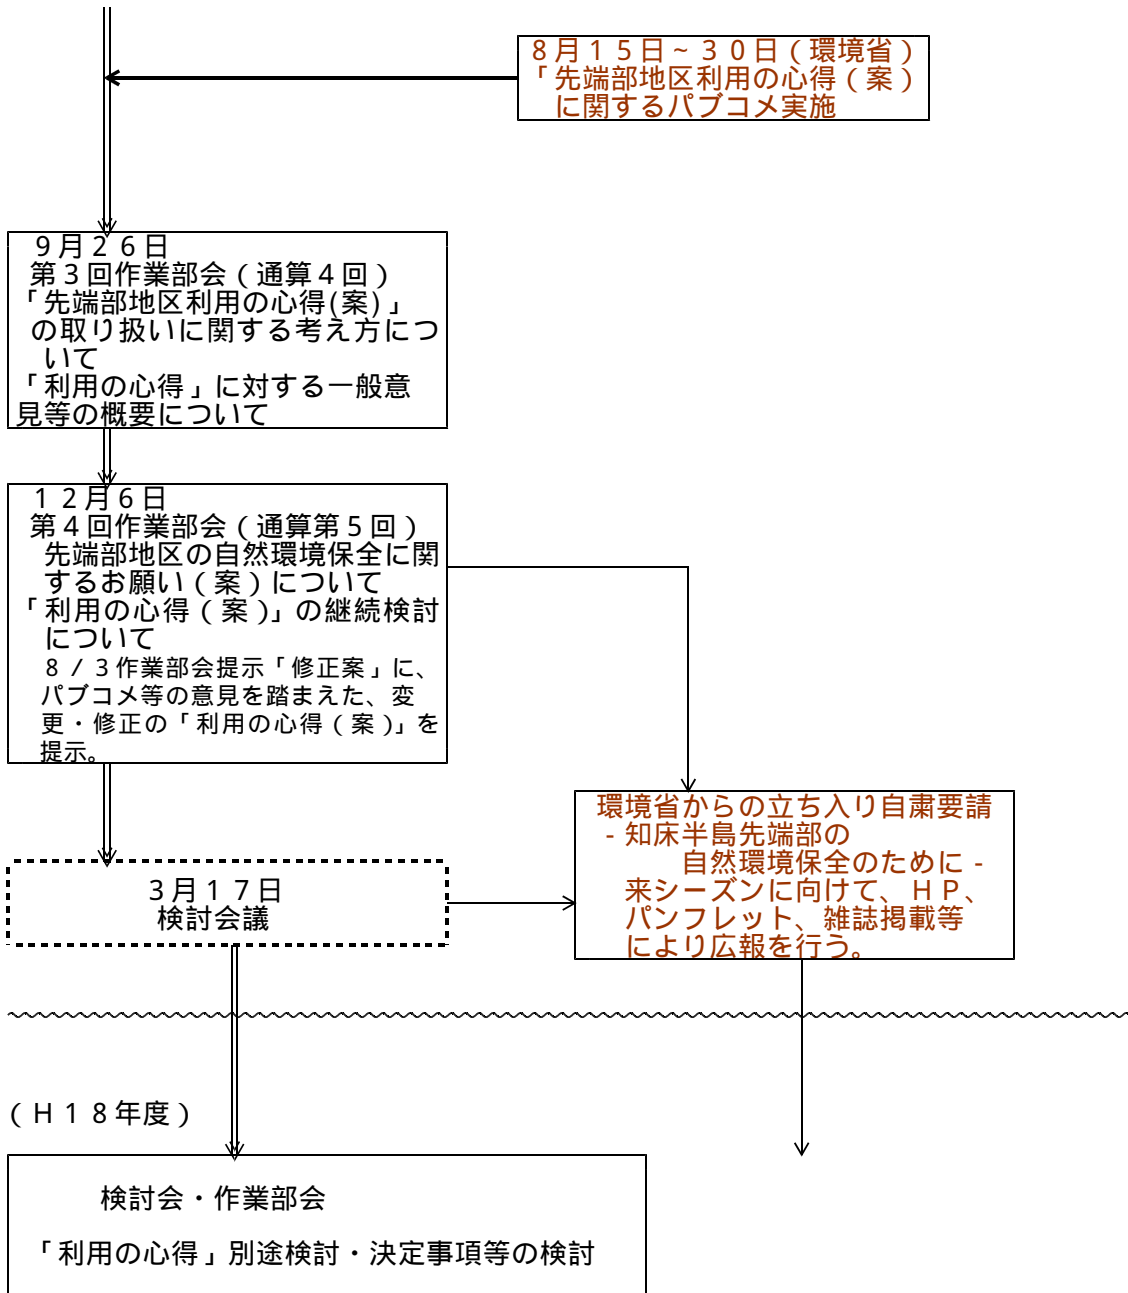 ８月１５日~３０日（環境省）
「先端部地区利用の心得（案）
に関するパブコメ実施
９月２６日
第３回作業部会（通算４回）
「先端部地区利用の心得(案)」
の取り扱いに関する考え方につ
いて
「利用の心得」に対する一般意
見等の概要について
１２月６日
第４回作業部会（通算第５回）
先端部地区の自然環境保全に関
するお願い（案）について
「利用の心得（案）」の継続検討
について
８／３作業部会提示「修正案」に、
パブコメ等の意見を踏まえた、変
更・修正の「利用の心得（案）」を
提示。
環境省からの立ち入り自粛要請
-知床半島先端部の
自然環境保全のために-
来シーズンに向けて、ＨＰ、
パンフレット、雑誌掲載等
により広報を行う。
３月１７日
検討会議
（Ｈ１８年度）
検討会・作業部会
「利用の心得」別途検討・決定事項等の検討